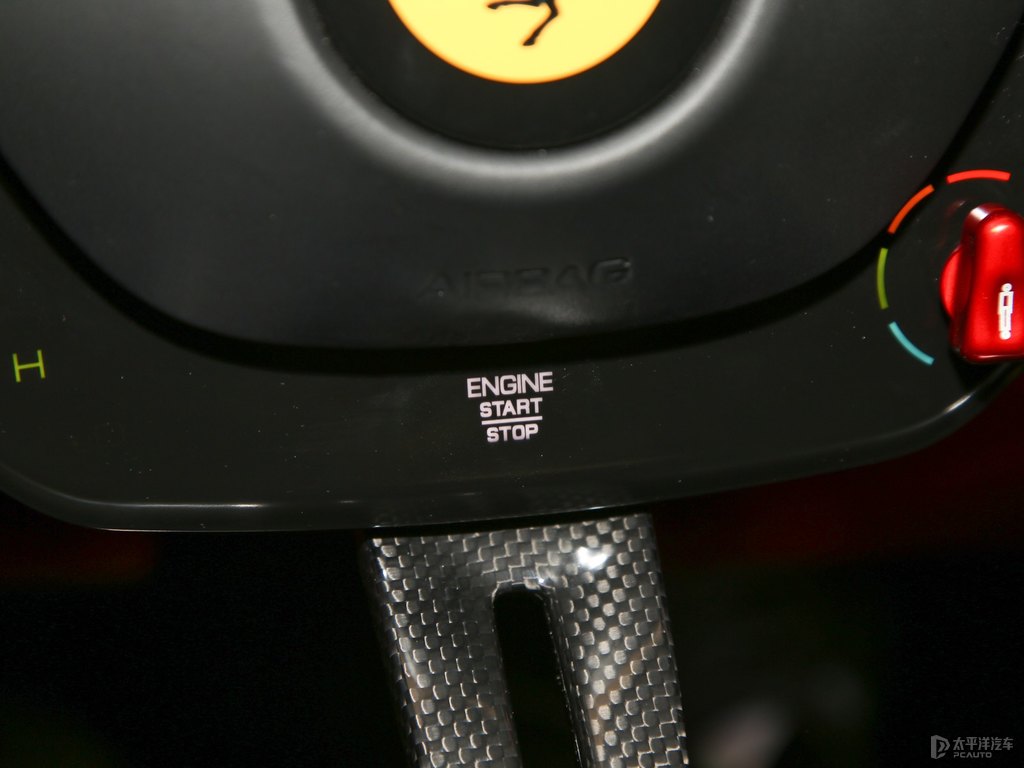 AIRBAG
H
ENGINE
START
STOP
太平洋汽车
PCAUTO